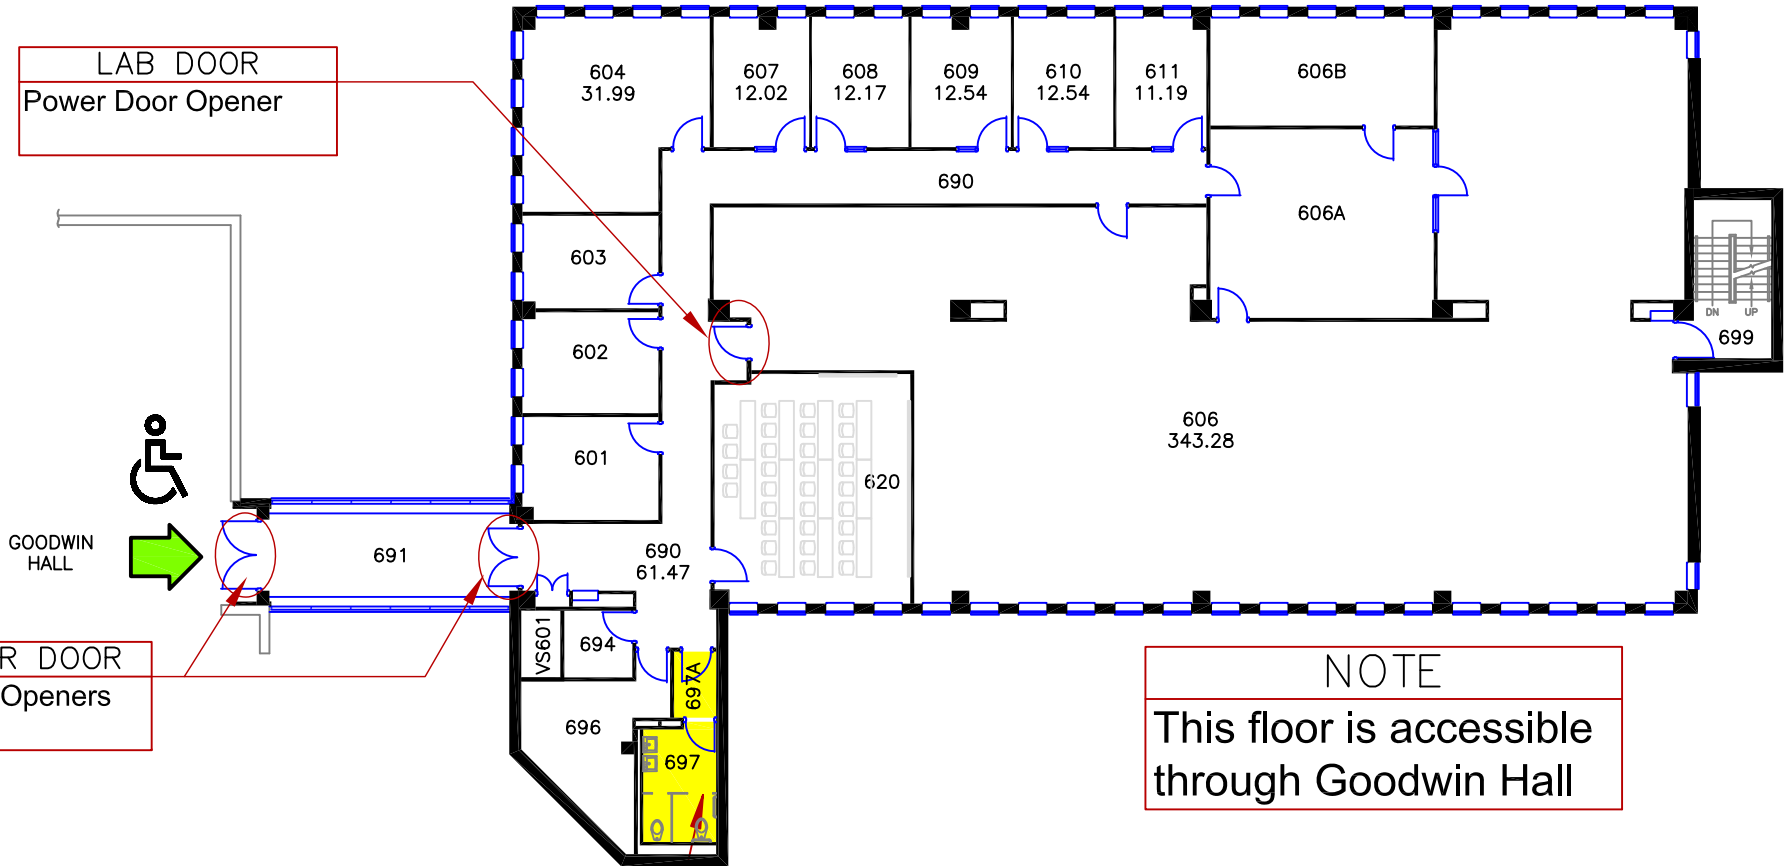 LAB DOOR
Power Door Opener
604
31.99
607
12.02
608
12.17
609
12.54
610
12.54
611
11.19
606B
690
606A
603
602
601
DN
UP
699
606
343.28
620
GOODWIN
HALL
691
690
61.47
VS601
694
697A
696
697
R DOOR
Openers
NOTE
This floor is accessible
through Goodwin Hall